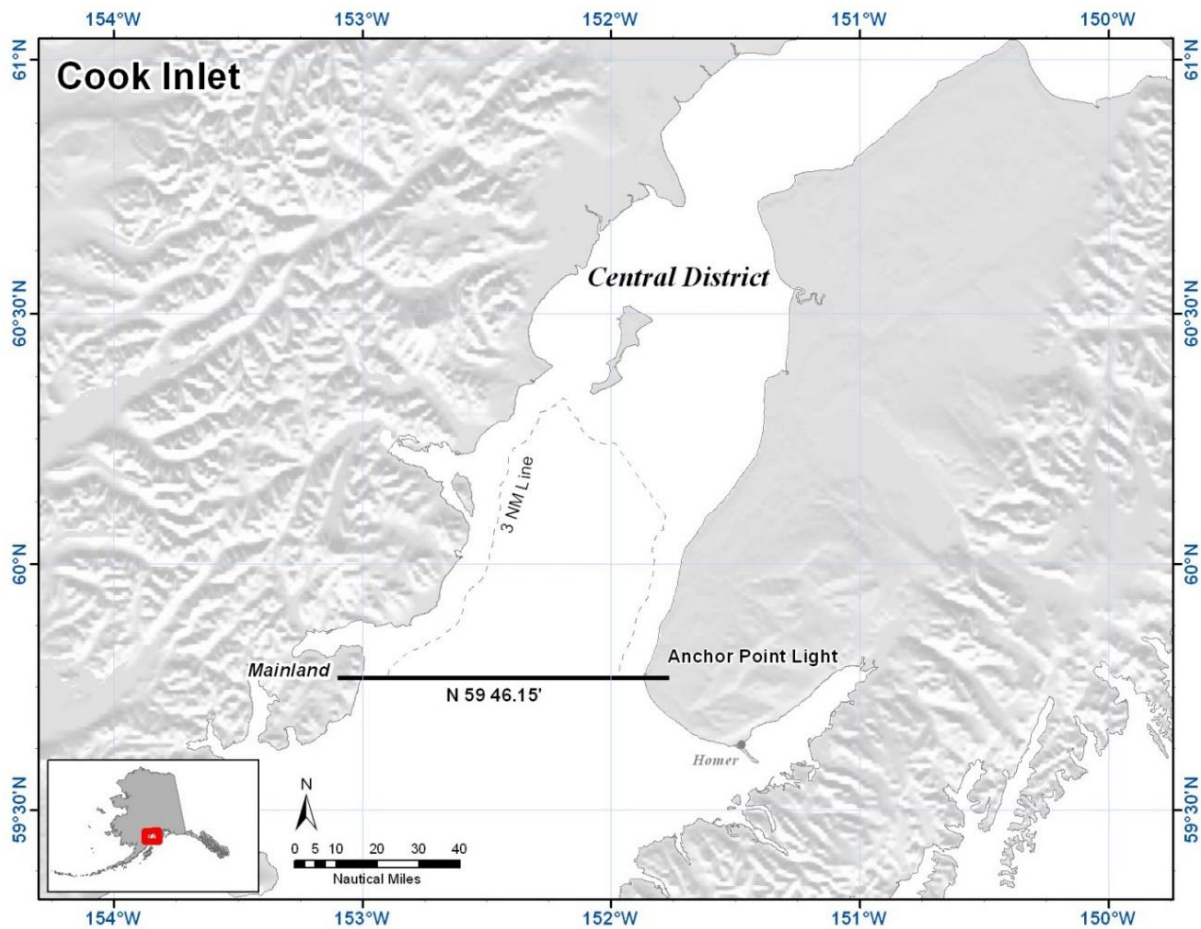 154°W 153°W 152°W 151°W 150°W
61°N 61°N
Cook Inlet
Central District
60°30'N 60°30'N
3 NM Line
60°N 60°N
Mainland
Anchor Point Light
N 59 46.15'
Homer
N
59°30'N 59°30'N
0 5 10 20 30 40
Nautical Miles
154°W 153°W 152°W 151°W 150°W